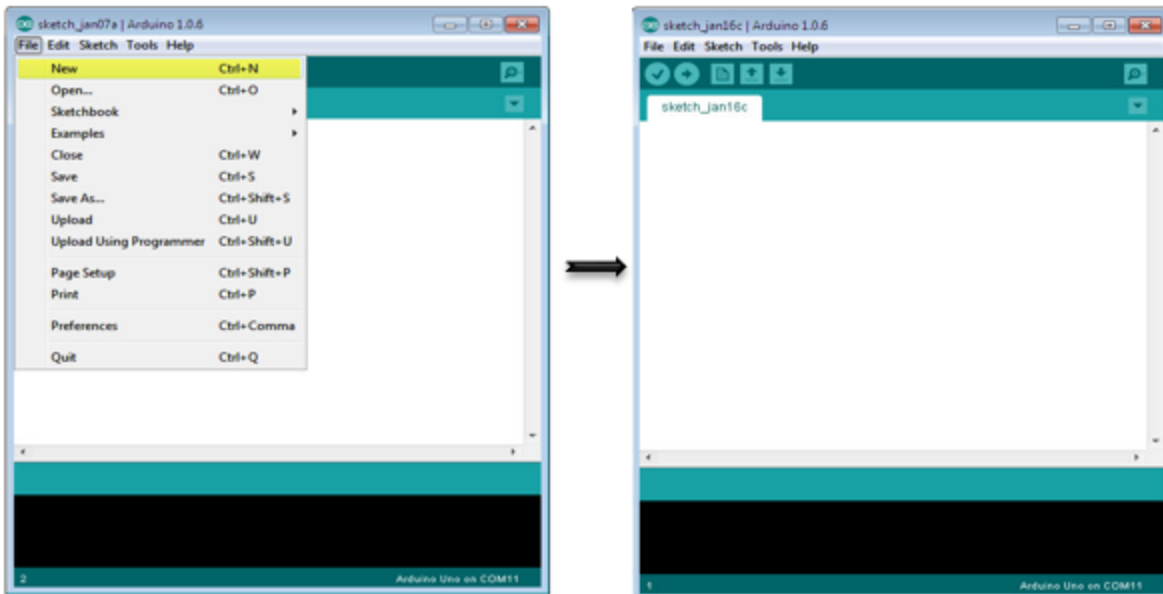 sketch_jan07a | Arduino 1.0.6
File Edit Sketch Tools Help
New Ctrl+N
Open... Ctrl+O
Sketchbook
Examples
Close Ctrl+W
Save Ctrl+S
Save As... Ctrl+Shift+S
Upload Ctrl+U
Upload Using Programmer Ctrl+Shift+U
Page Setup Ctrl+Shift+P
Print Ctrl+P
Preferences Ctrl+Comma
Quit Ctrl+Q
2 Arduino Uno on COM11
sketch_jan16c | Arduino 1.0.6
File Edit Sketch Tools Help
sketch_jan16c
1 Arduino Uno on COM11